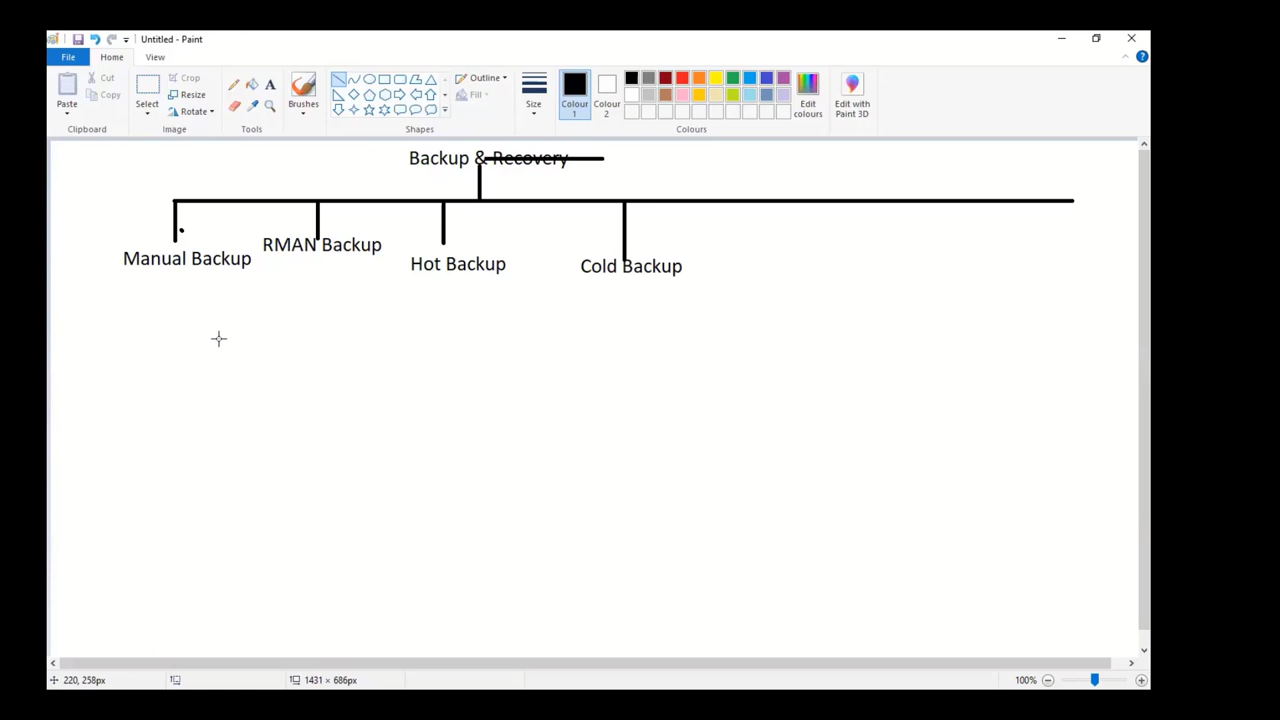 Untitled - Paint
File Home View
Paste
Cut
Copy
Clipboard
Select
Crop
Resize
Rotate
Image
A
Tools
Brushes
Outline
Fill
Shapes
Size
Colour 1
Colour 2
Edit colours
Edit with Paint 3D
Colours
Backup & Recovery
Manual Backup
RMAN Backup
Hot Backup
Cold Backup
220, 258px
1431 × 686px
100%